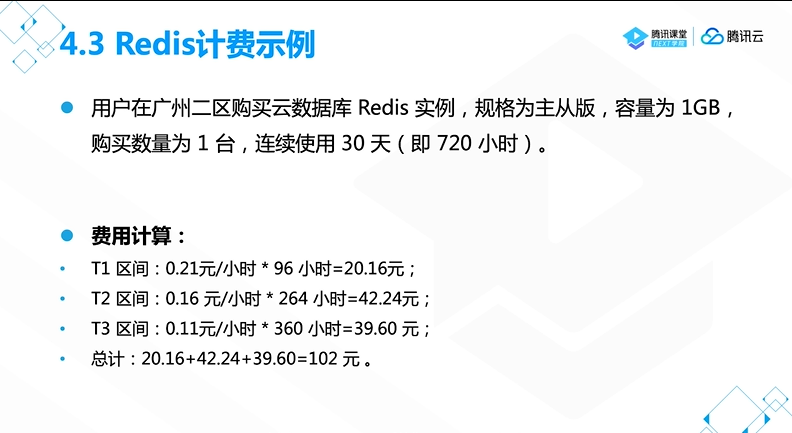 4.3 Redis计费示例
腾讯课堂
NEXT学院
腾讯云
用户在广州二区购买云数据库 Redis 实例，规格为主从版，容量为 1GB，
购买数量为 1 台，连续使用 30 天（即 720 小时）。
费用计算：
T1 区间：0.21元/小时 * 96 小时=20.16元；
T2 区间：0.16 元/小时 * 264 小时=42.24元；
T3 区间：0.11元/小时 * 360 小时=39.60 元；
总计：20.16+42.24+39.60=102 元 。